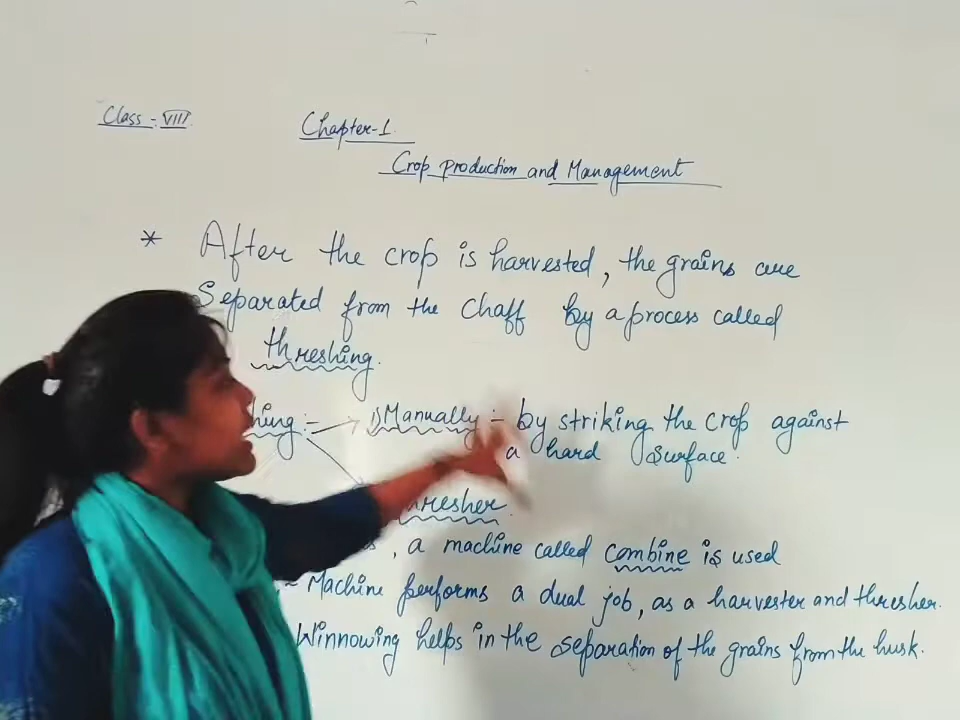 Class - VIII
Chapter-1.
Crop production and Management
* After the crop is harvested, the grains are
Separated from the Chaff by a process called
threshing.
hing :- → i) Manually :- by striking the crop against
a hard surface.
hresher.
, a machine called combine is used
Machine performs a dual job, as a harvester and thresher.
Winnowing helps in the separation of the grains from the husk.